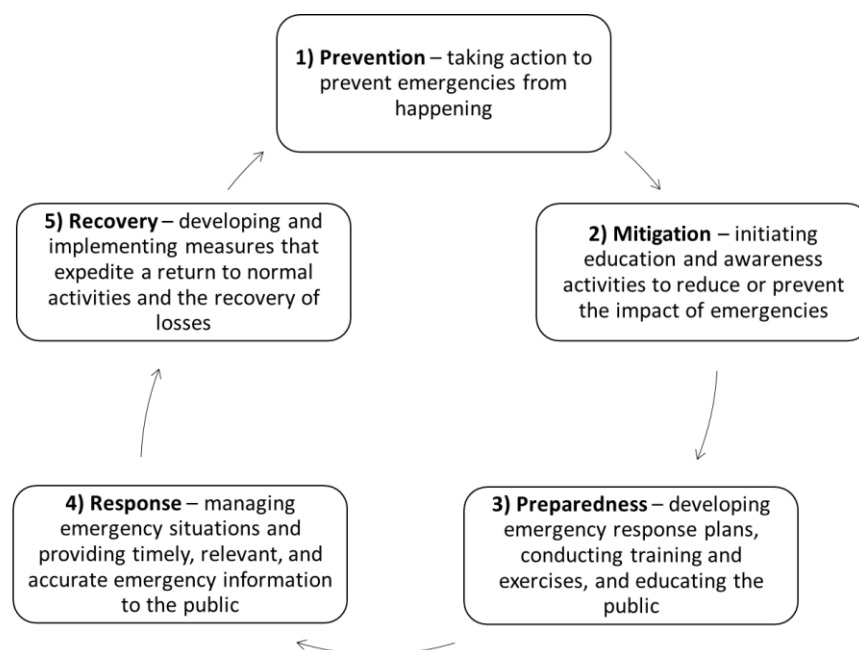 1) Prevention – taking action to
prevent emergencies from
happening
2) Mitigation – initiating
education and awareness
activities to reduce or prevent
the impact of emergencies
3) Preparedness – developing
emergency response plans,
conducting training and
exercises, and educating the
public
4) Response – managing
emergency situations and
providing timely, relevant, and
accurate emergency information
to the public
5) Recovery – developing and
implementing measures that
expedite a return to normal
activities and the recovery of
losses